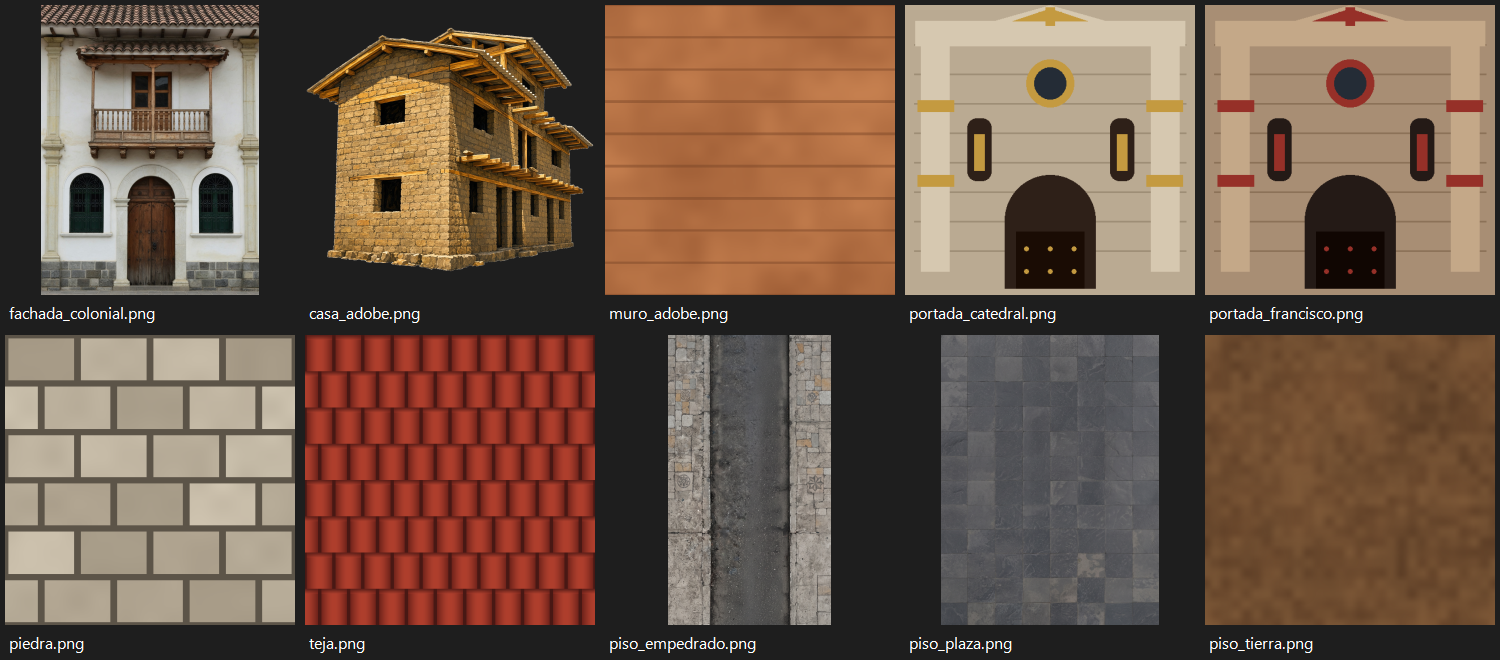 fachada_colonial.png
casa_adobe.png
muro_adobe.png
portada_catedral.png
portada_francisco.png
piedra.png
teja.png
piso_empedrado.png
piso_plaza.png
piso_tierra.png